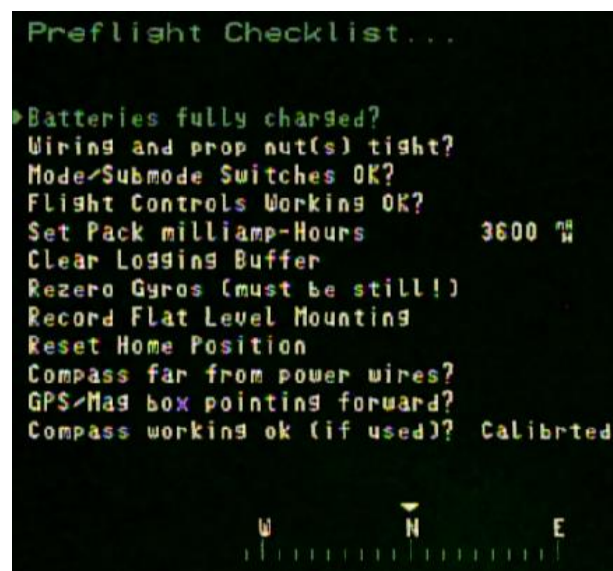 Preflight Checklist...
Batteries fully charged?
Wiring and prop nut(s) tight?
Mode/Submode Switches OK?
Flight Controls Working OK?
Set Pack milliamp-Hours 3600 mAH
Clear Logging Buffer
Rezero Gyros (must be still!)
Record Flat Level Mounting
Reset Home Position
Compass far from power wires?
GPS/Mag box pointing forward?
Compass working ok (if used)? Calibrted
W N E